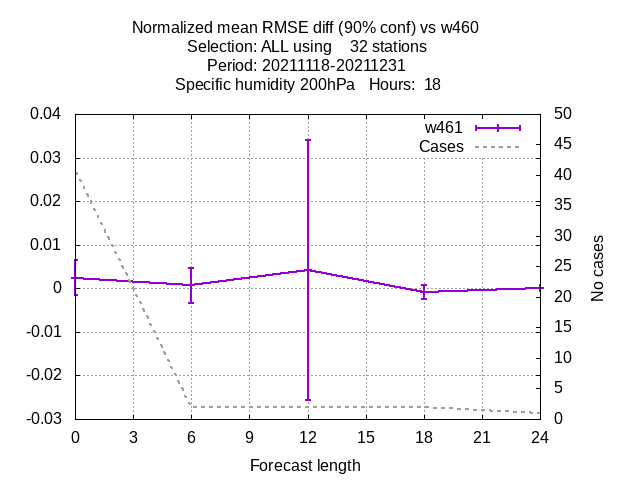 Normalized mean RMSE diff (90% conf) vs w460
Selection: ALL using 32 stations
Period: 20211118-20211231
Specific humidity 200hPa Hours: 18
0.04
0.03
0.02
0.01
0
-0.01
-0.02
-0.03
w461
Cases
50
45
40
35
30
25
20
15
10
5
0
No cases
0 3 6 9 12 15 18 21 24
Forecast length